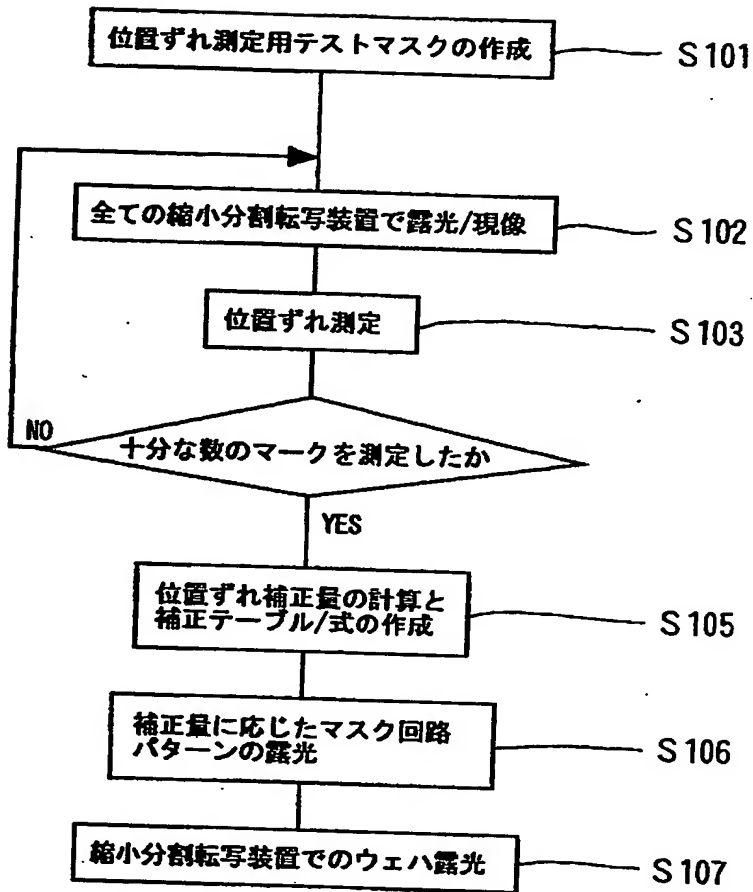 位置ずれ測定用テストマスクの作成
S101
全ての縮小分割転写装置で露光/現像
S102
位置ずれ測定
S103
十分な数のマークを測定したか
NO
YES
位置ずれ補正量の計算と
補正テーブル/式の作成
S105
補正量に応じたマスク回路
パターンの露光
S106
縮小分割転写装置でのウェハ露光
S107